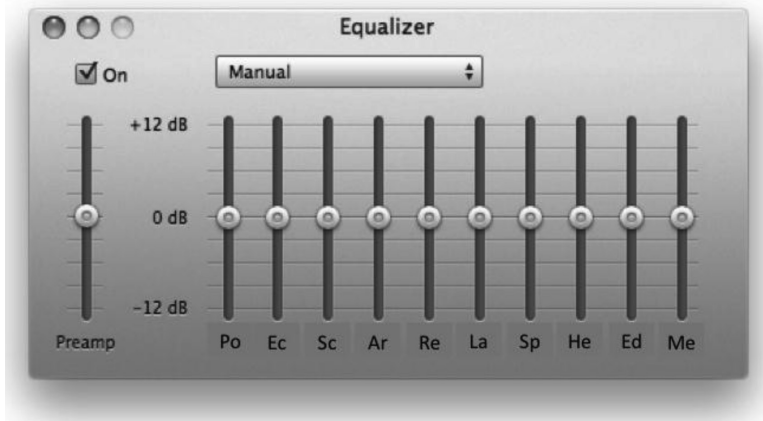 Equalizer
On
Manual
+12 dB
0 dB
-12 dB
Preamp Po Ec Sc Ar Re La Sp He Ed Me